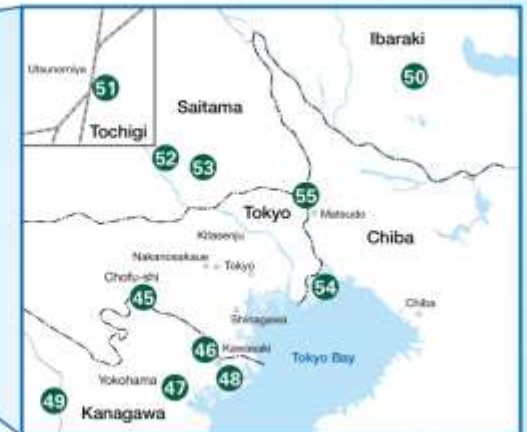 Ibaraki
50
Utsunomiya
51
Tochigi
Saitama
52
53
55
Tokyo
Matsudo
Kitasenju
Chiba
Nakanosakaue
Tokyo
Chofu-shi
45
54
Chiba
Shinagawa
46
Kawasaki
Tokyo Bay
Yokohama
47
48
49
Kanagawa